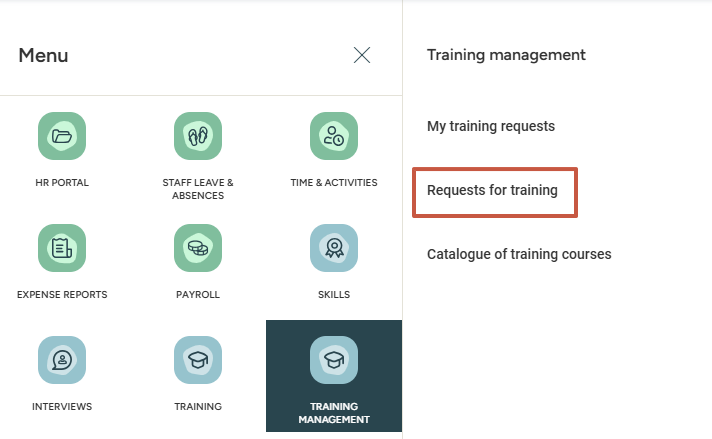 Menu
HR PORTAL
STAFF LEAVE &
ABSENCES
TIME & ACTIVITIES
EXPENSE REPORTS
PAYROLL
SKILLS
INTERVIEWS
TRAINING
TRAINING
MANAGEMENT
Training management
My training requests
Requests for training
Catalogue of training courses